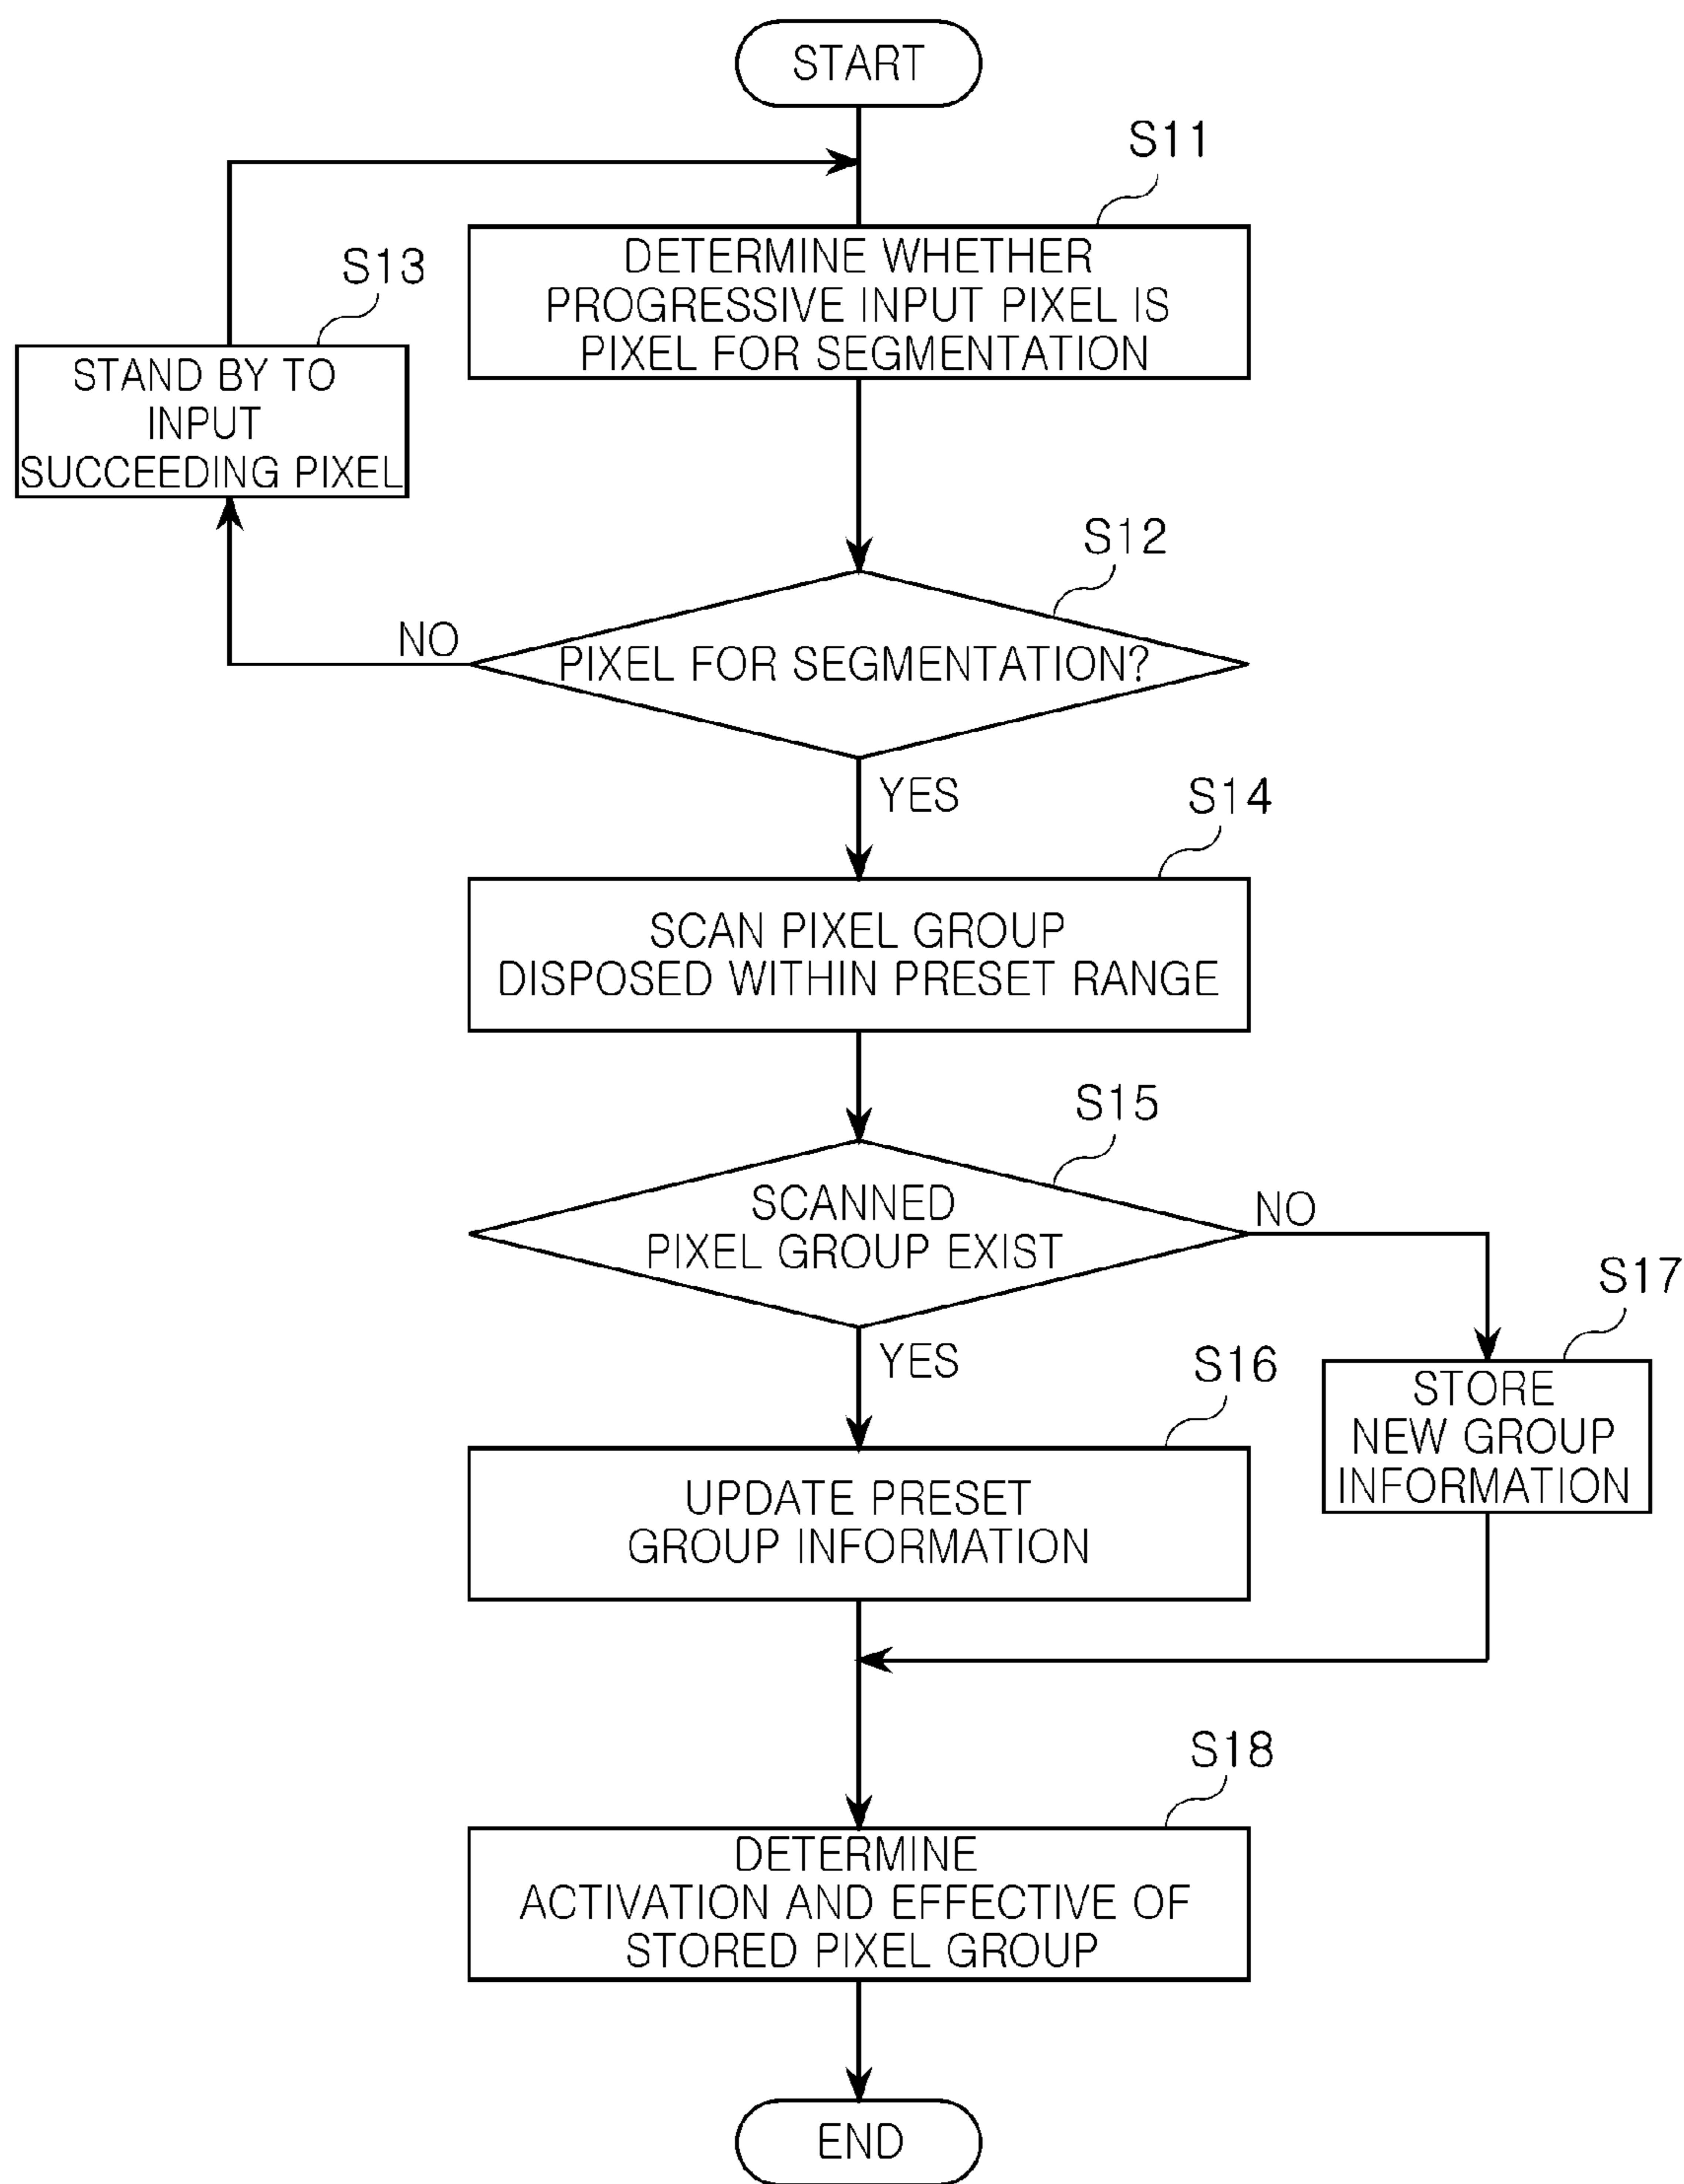 START
S11
DETERMINE WHETHER
PROGRESSIVE INPUT PIXEL IS
PIXEL FOR SEGMENTATION
S13
STAND BY TO
INPUT
SUCCEEDING PIXEL
S12
NO
PIXEL FOR SEGMENTATION?
YES
S14
SCAN PIXEL GROUP
DISPOSED WITHIN PRESET RANGE
S15
SCANNED
PIXEL GROUP EXIST
NO
YES
S17
STORE
NEW GROUP
INFORMATION
S16
UPDATE PRESET
GROUP INFORMATION
S18
DETERMINE
ACTIVATION AND EFFECTIVE OF
STORED PIXEL GROUP
END